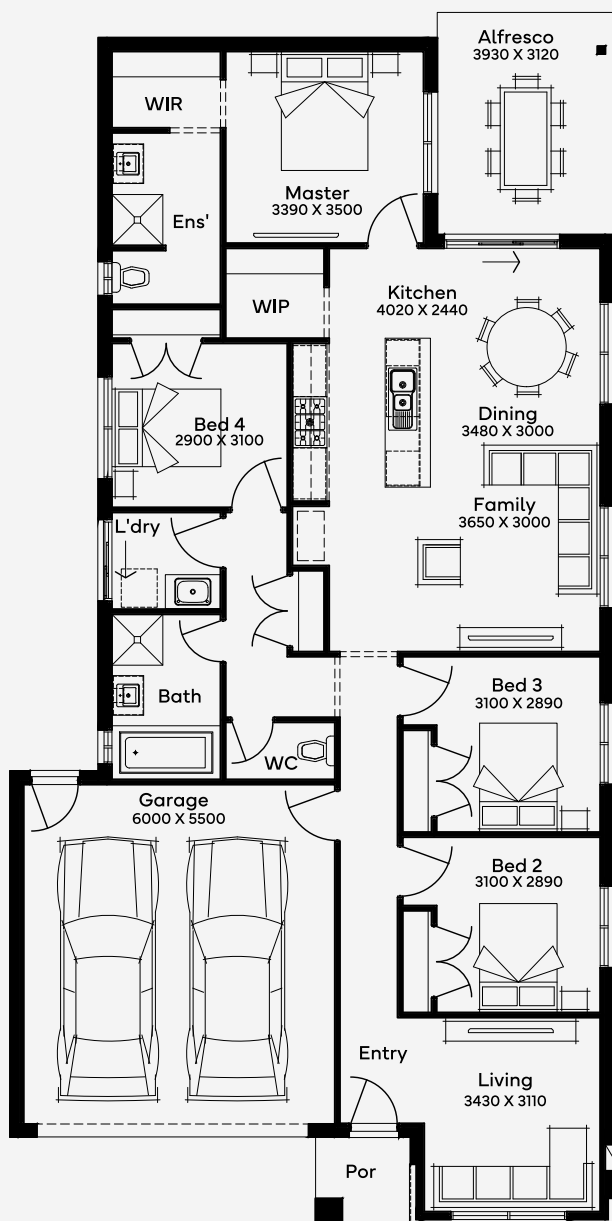 Alfresco
3930 X 3120
WIR
Master
3390 X 3500
Ens'
Kitchen
4020 X 2440
WIP
Dining
3480 X 3000
Bed 4
2900 X 3100
Family
3650 X 3000
L'dry
Bath
Bed 3
3100 X 2890
WC
Garage
6000 X 5500
Bed 2
3100 X 2890
Entry
Living
3430 X 3110
Por